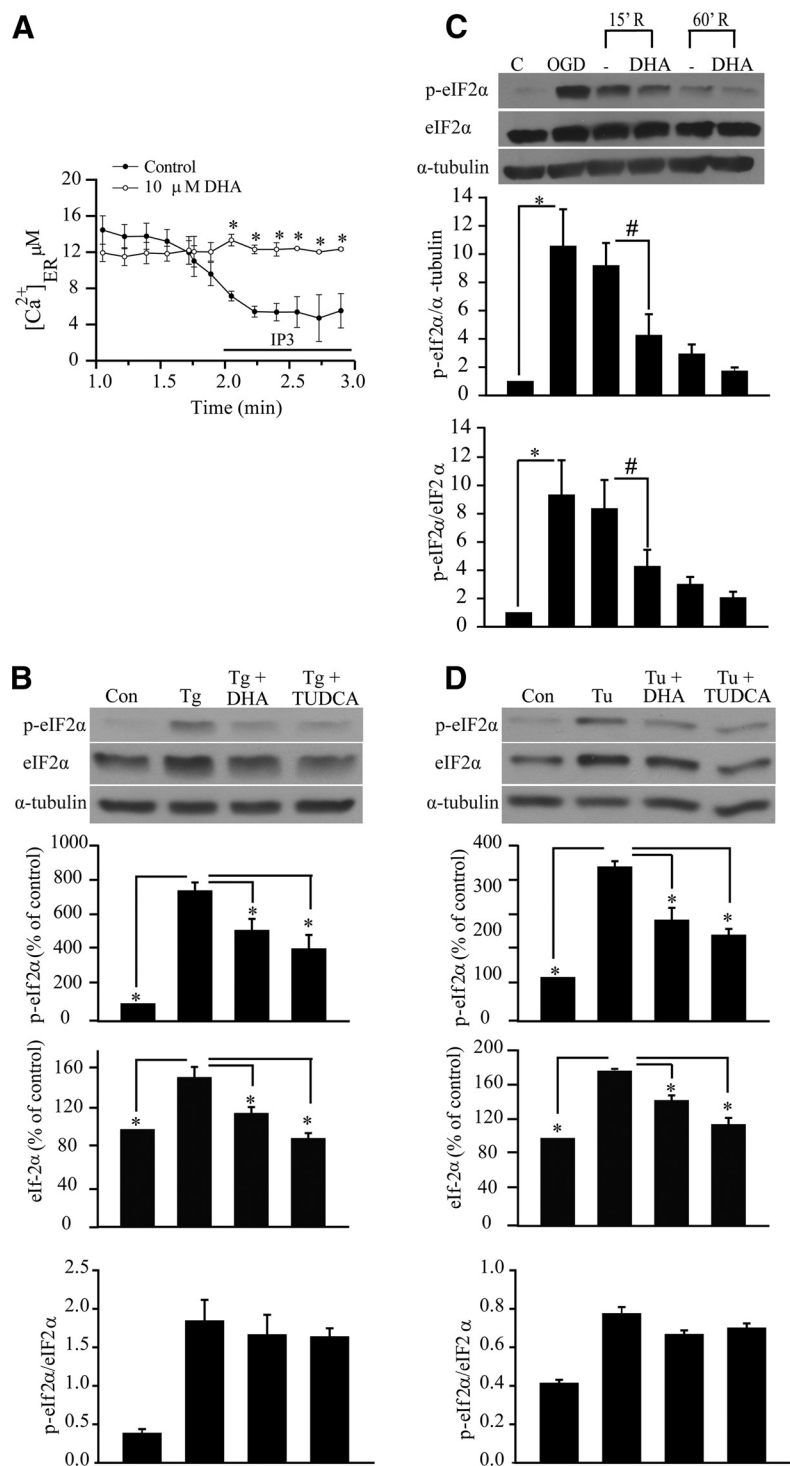 A
Control
10 μM DHA
[Ca2+]ER μM
20
16
12
8
4
0
* * * * * *
IP3
1.0 1.5 2.0 2.5 3.0
Time (min)
C
15' R 60' R
C OGD - DHA - DHA
p-eIF2α
eIF2α
α-tubulin
p-eIf2α/α-tubulin
14
12
10
8
6
4
2
0
* #
p-eIF2α/eIF2 α
14
12
10
8
6
4
2
0
* #
B
Con Tg Tg + DHA Tg + TUDCA
p-eIF2α
eIF2α
α-tubulin
p-eIf2α (% of control)
1000
800
600
400
200
0
* * *
eIf-2α (% of control)
160
120
80
40
0
* * *
p-eIf2α/eIF2 α
2.5
2.0
1.5
1.0
0.5
0.0
D
Con Tu Tu + DHA Tu + TUDCA
p-eIF2α
eIF2α
α-tubulin
p-eIf2α (% of control)
400
300
200
100
0
* * *
eIf-2α (% of control)
200
160
120
80
40
0
* * *
p-eIf2α/eIF2 α
1.0
0.8
0.6
0.4
0.2
0.0